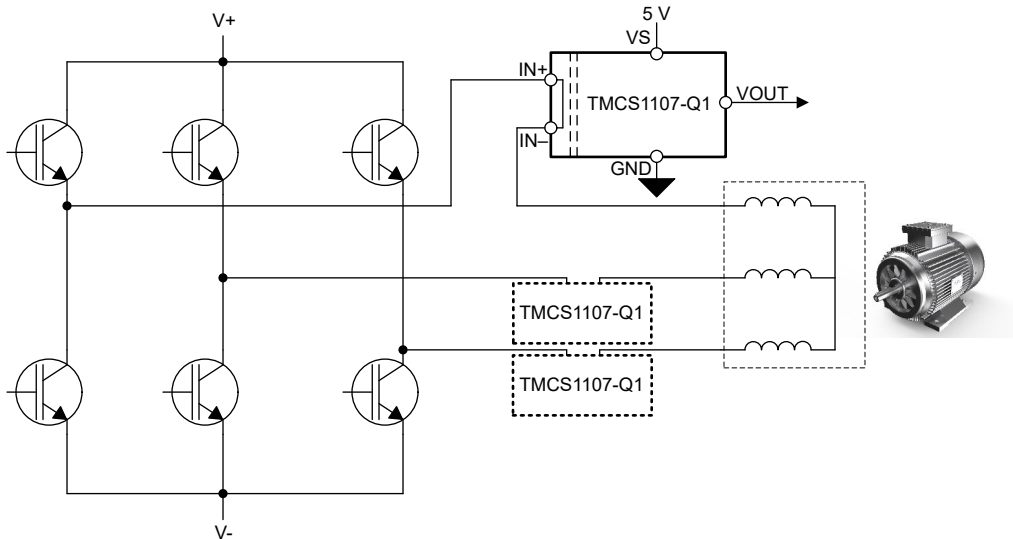 V+
5 V
VS
IN+
TMCS1107-Q1
VOUT
IN–
GND
TMCS1107-Q1
TMCS1107-Q1
V-